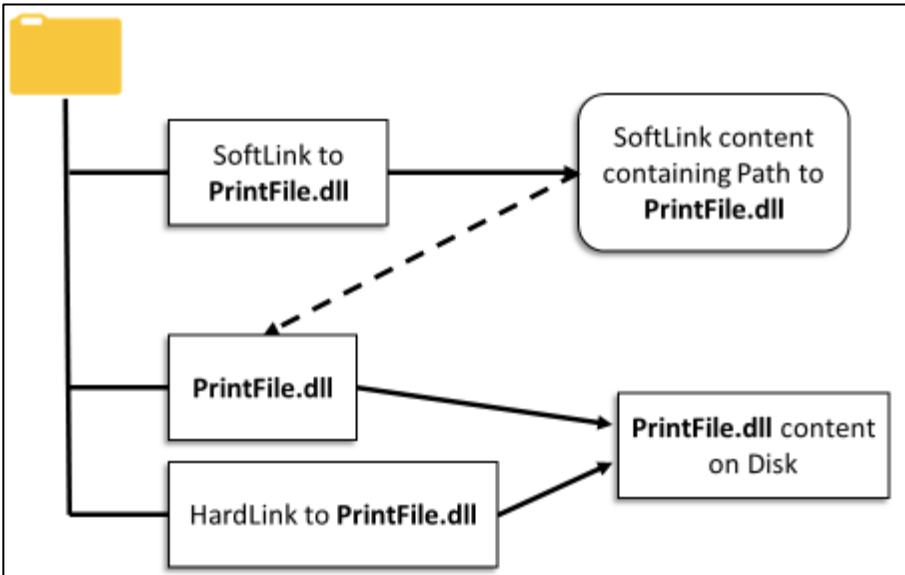 SoftLink to
PrintFile.dll
SoftLink content
containing Path to
PrintFile.dll
PrintFile.dll
PrintFile.dll content
on Disk
HardLink to PrintFile.dll